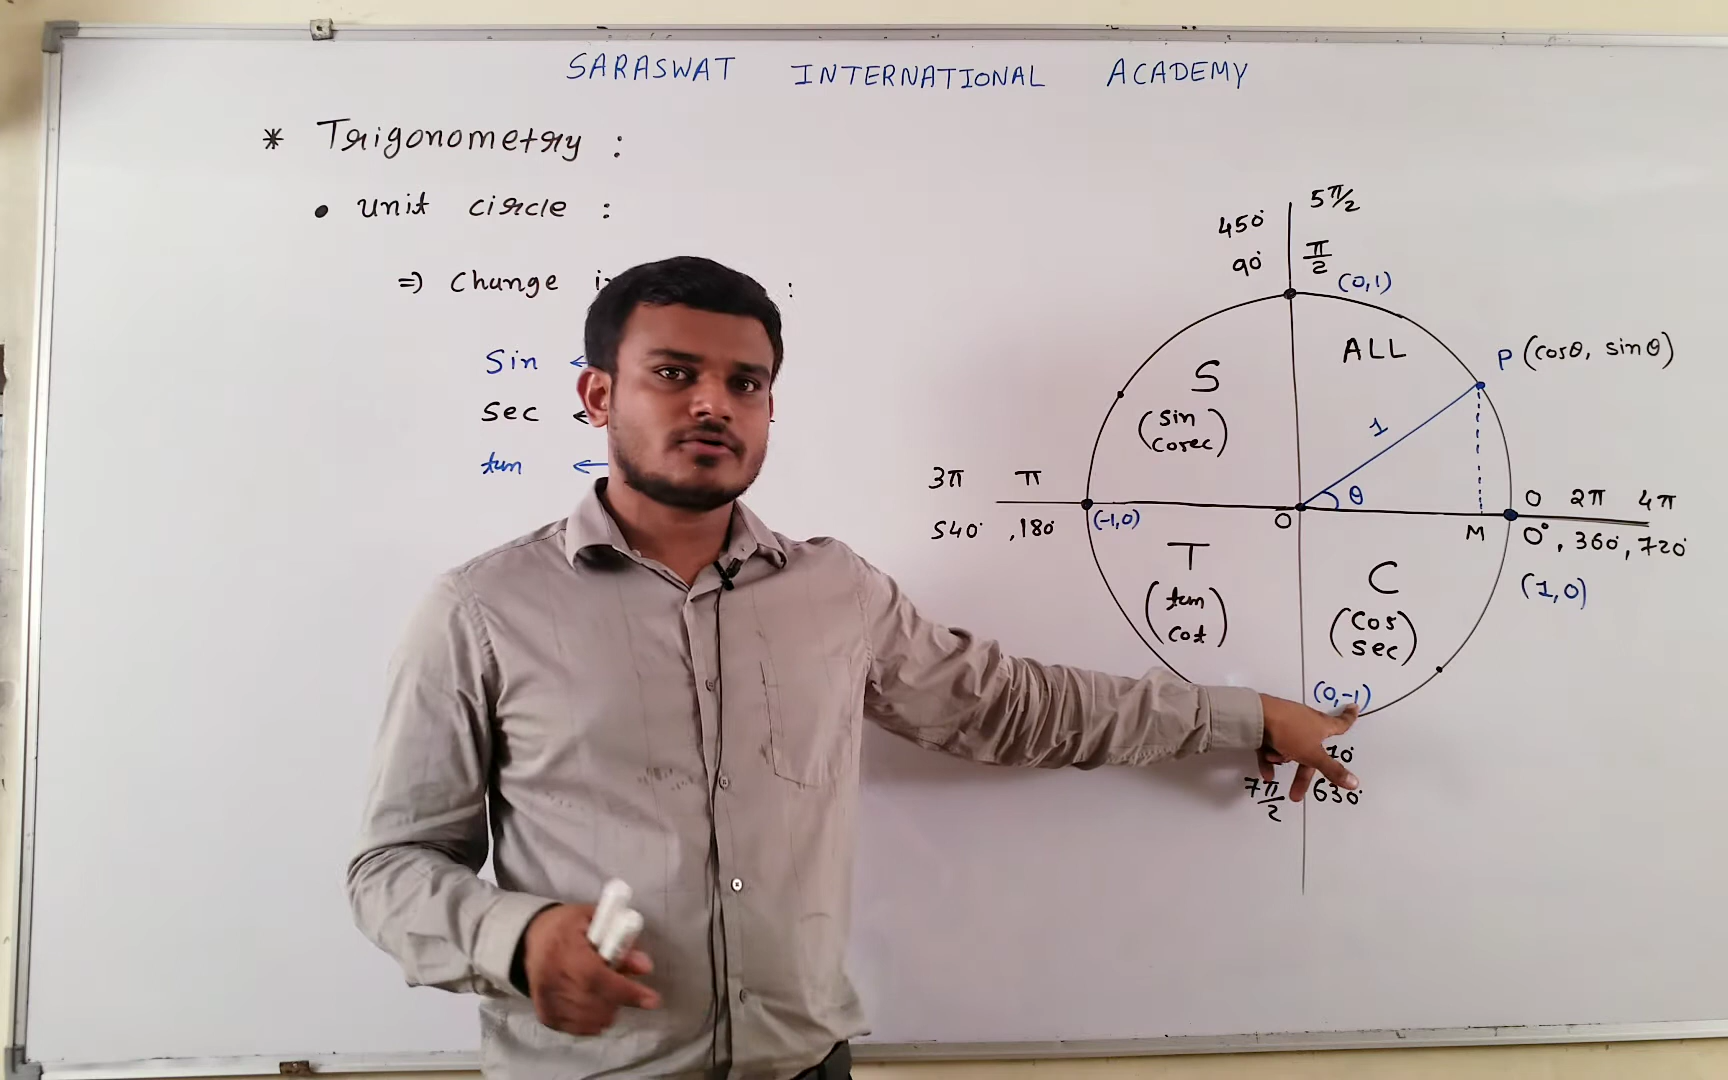 SARASWAT INTERNATIONAL ACADEMY
* Trigonometry :
• unit circle :
⇒ Change :
Sin ←
Sec ←
tan ←
5π/2
450°
90° π/2
(0,1)
ALL
P (cosθ, sinθ)
S
(sin
cosec)
1
θ
3π π
540° , 180°
(-1,0)
O
M
0 2π 4π
0° , 360° , 720°
(1,0)
T
(tan
cot)
C
(Cos
sec)
(0,-1)
7π/2 630°